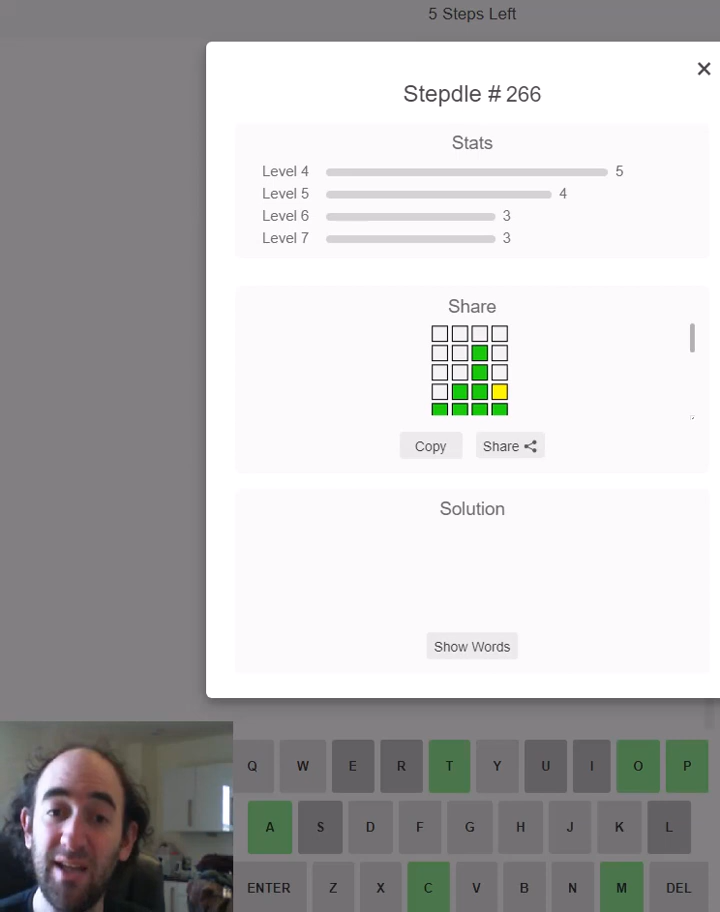 5 Steps Left
×
Stepdle # 266
Stats
Level 4 5
Level 5 4
Level 6 3
Level 7 3
Share
Copy Share
Solution
Show Words
Q W E R T Y U I O P
A S D F G H J K L
ENTER Z X C V B N M DEL